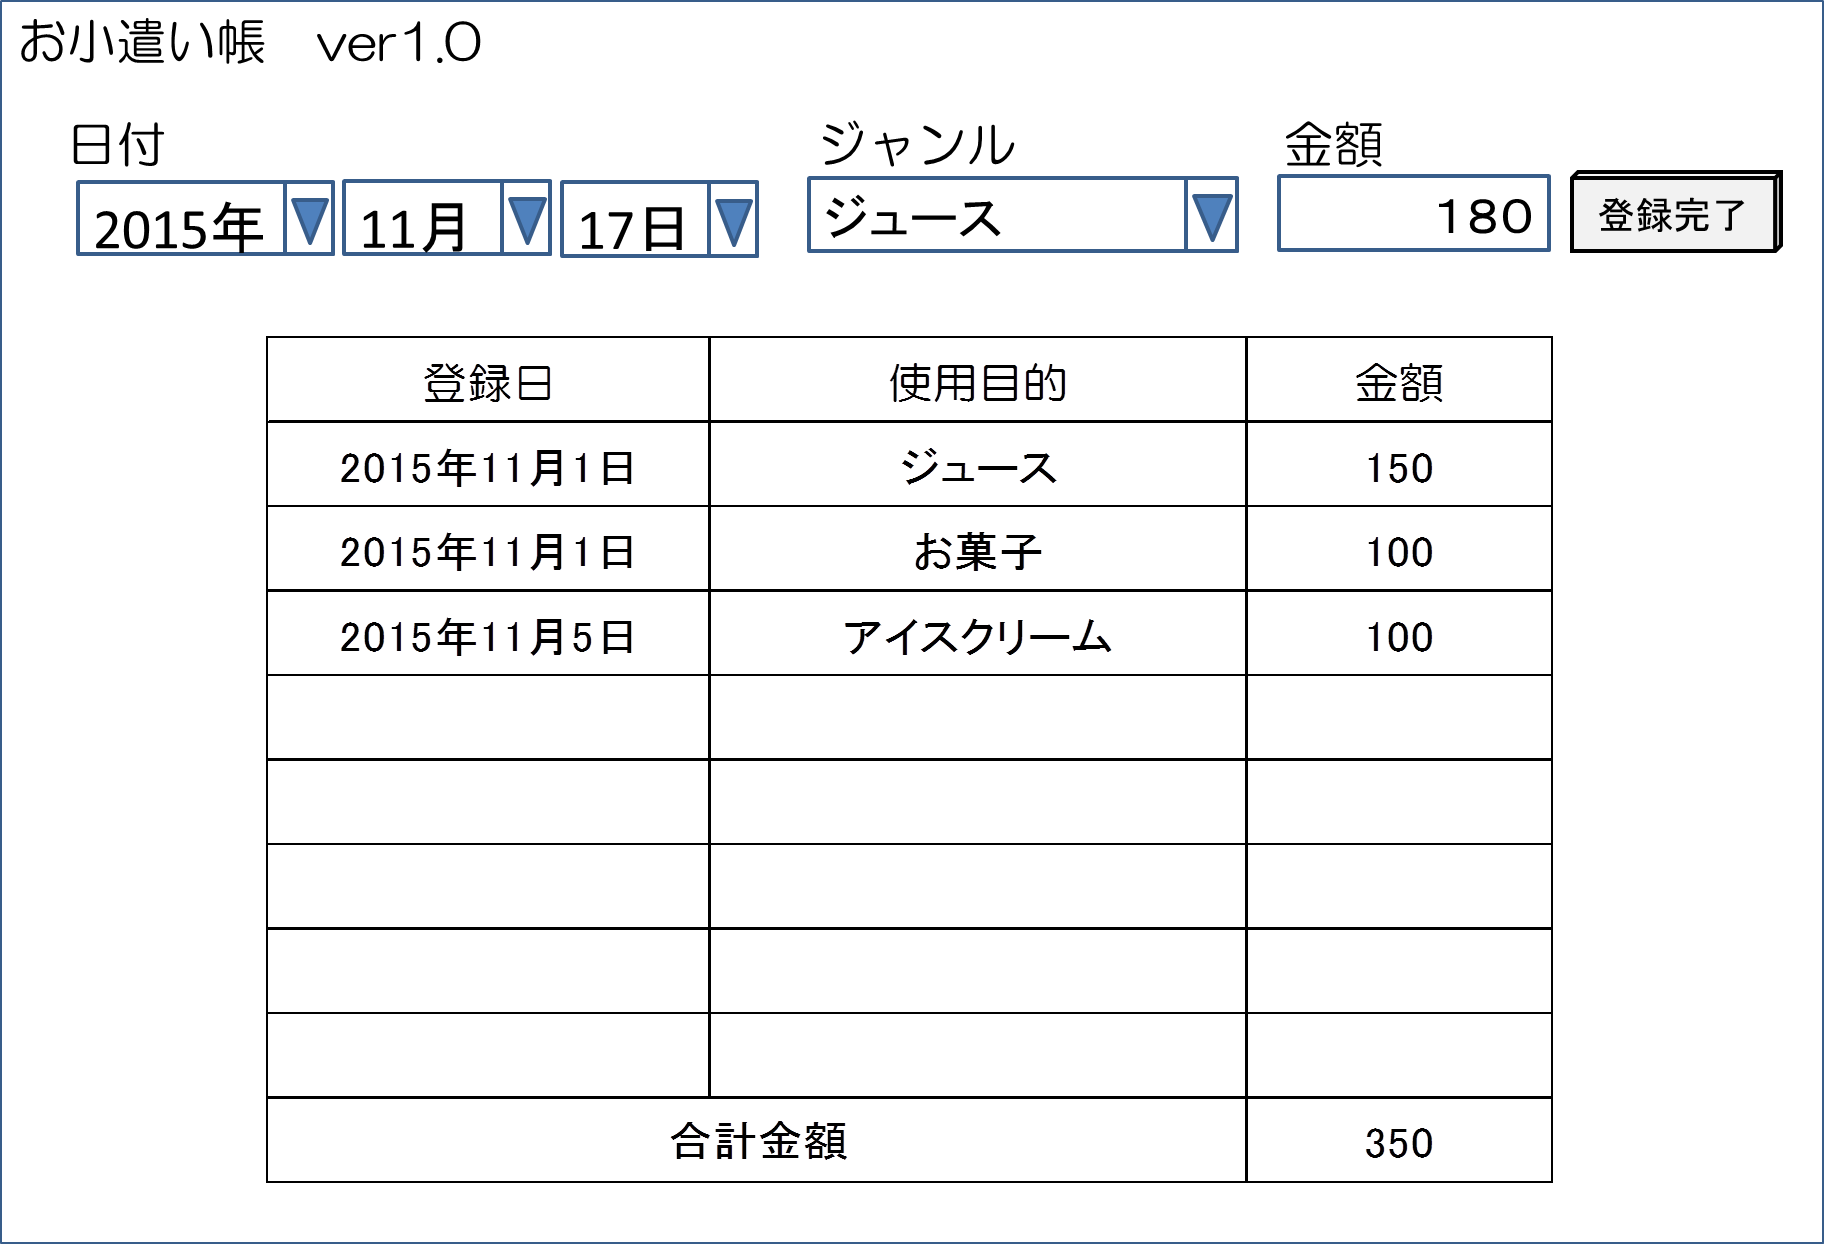 お小遣い帳　ver1.0
日付 ジャンル 金額
2015年 11月 17日 ジュース 180 登録完了
登録日 使用目的 金額
2015年11月1日 ジュース 150
2015年11月1日 お菓子 100
2015年11月5日 アイスクリーム 100
合計金額 350